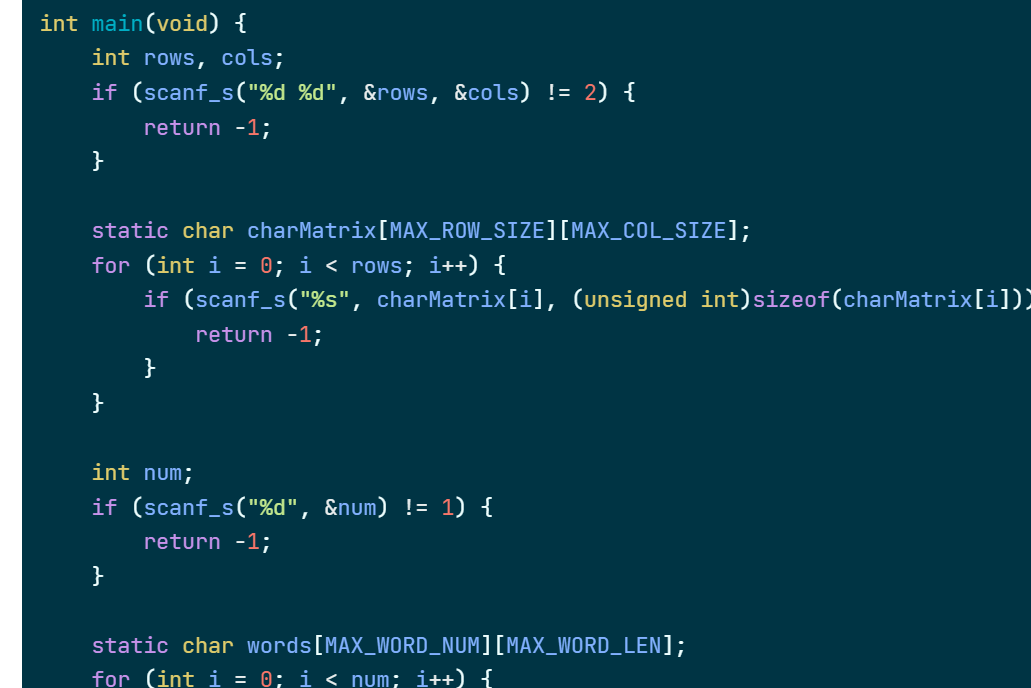 int main(void) {
    int rows, cols;
    if (scanf_s("%d %d", &rows, &cols) != 2) {
        return -1;
    }
    static char charMatrix[MAX_ROW_SIZE][MAX_COL_SIZE];
    for (int i = 0; i < rows; i++) {
        if (scanf_s("%s", charMatrix[i], (unsigned int)sizeof(charMatrix[i]))
            return -1;
        }
    }
    int num;
    if (scanf_s("%d", &num) != 1) {
        return -1;
    }
    static char words[MAX_WORD_NUM][MAX_WORD_LEN];
    for (int i = 0; i < num; i++) {